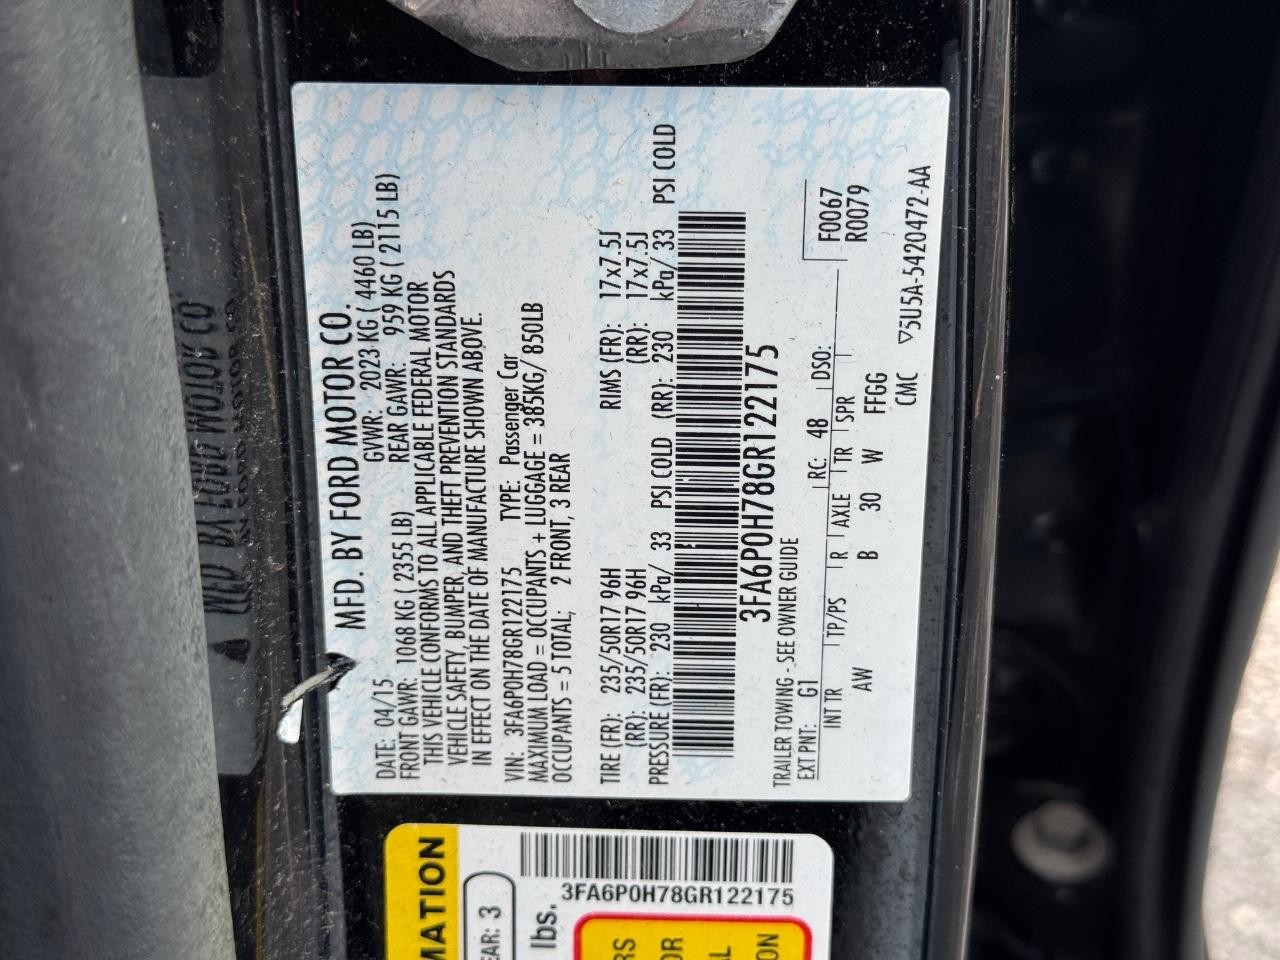 MFD. BY FORD MOTOR CO.
DATE: 04/15 GVWR: 2023 KG ( 4460 LB)
FRONT GAWR: 1068 KG ( 2355 LB) REAR GAWR: 959 KG ( 2115 LB)
THIS VEHICLE CONFORMS TO ALL APPLICABLE FEDERAL MOTOR
VEHICLE SAFETY, BUMPER, AND THEFT PREVENTION STANDARDS
IN EFFECT ON THE DATE OF MANUFACTURE SHOWN ABOVE.
VIN: 3FA6P0H78GR122175 TYPE: Passenger Car
MAXIMUM LOAD = OCCUPANTS + LUGGAGE = 385KG/ 850LB
OCCUPANTS = 5 TOTAL; 2 FRONT, 3 REAR
TIRE (FR): 235/50R17 96H RIMS (FR): 17x7.5J
(RR): 235/50R17 96H (RR): 17x7.5J
PRESSURE (FR): 230 kPa/ 33 PSI COLD (RR): 230 kPa/ 33 PSI COLD
3FA6P0H78GR122175
TRAILER TOWING - SEE OWNER GUIDE
EXT PNT: G1 RC: 48 DSO: F0067
INT TR TP/PS R AXLE TR SPR R0079
AW B 30 W FFGG
CMC ▽5U5A-5420472-AA
MATION
EAR: 3
lbs.
3FA6P0H78GR122175
RS
OR
AL
ON